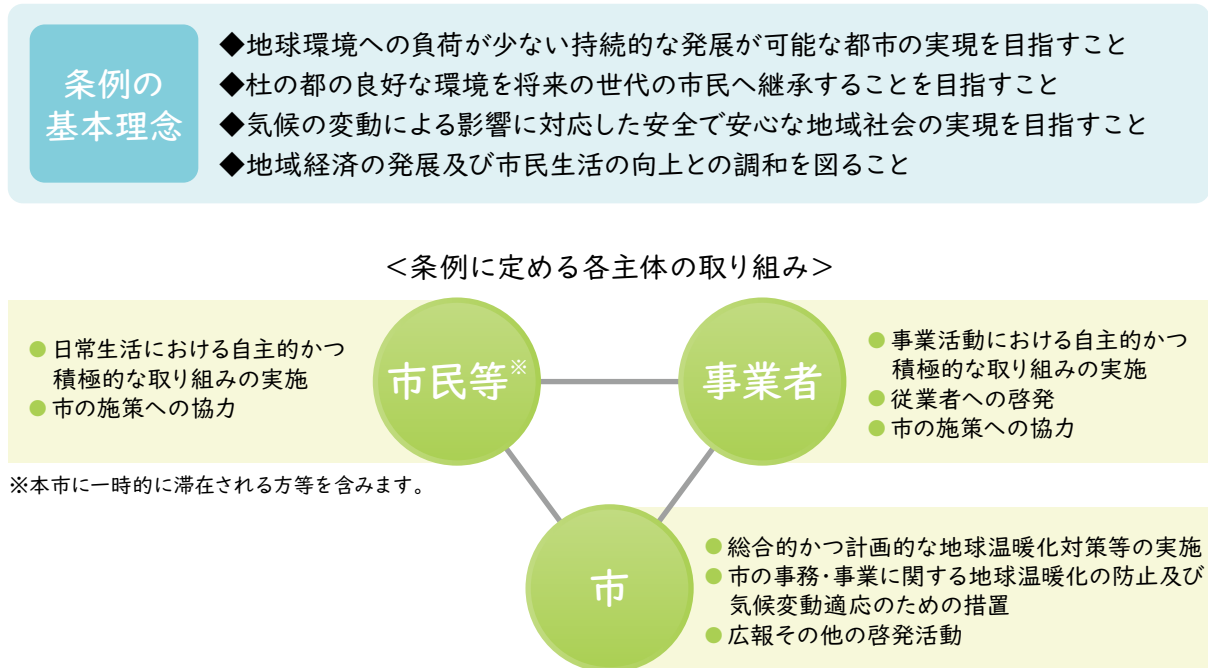 条例の
基本理念
◆地球環境への負荷が少ない持続的な発展が可能な都市の実現を目指すこと
◆杜の都の良好な環境を将来の世代の市民へ継承することを目指すこと
◆気候の変動による影響に対応した安全で安心な地域社会の実現を目指すこと
◆地域経済の発展及び市民生活の向上との調和を図ること
＜条例に定める各主体の取り組み＞
● 日常生活における自主的かつ
積極的な取り組みの実施
● 市の施策への協力
市民等※
事業者
● 事業活動における自主的かつ
積極的な取り組みの実施
● 従業者への啓発
● 市の施策への協力
※本市に一時的に滞在される方等を含みます。
市
● 総合的かつ計画的な地球温暖化対策等の実施
● 市の事務・事業に関する地球温暖化の防止及び
気候変動適応のための措置
● 広報その他の啓発活動